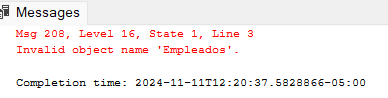 Messages
Msg 208, Level 16, State 1, Line 3
Invalid object name 'Empleados'.
Completion time: 2024-11-11T12:20:37.5828866-05:00